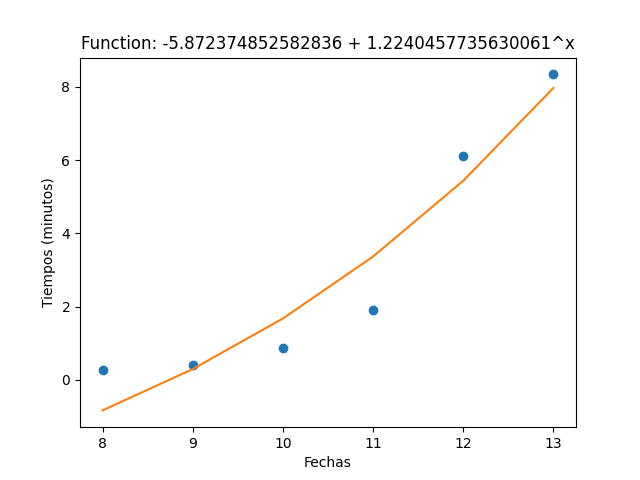 Function: -5.872374852582836 + 1.2240457735630061^x
Tiempos (minutos)
8
6
4
2
0
8 9 10 11 12 13
Fechas